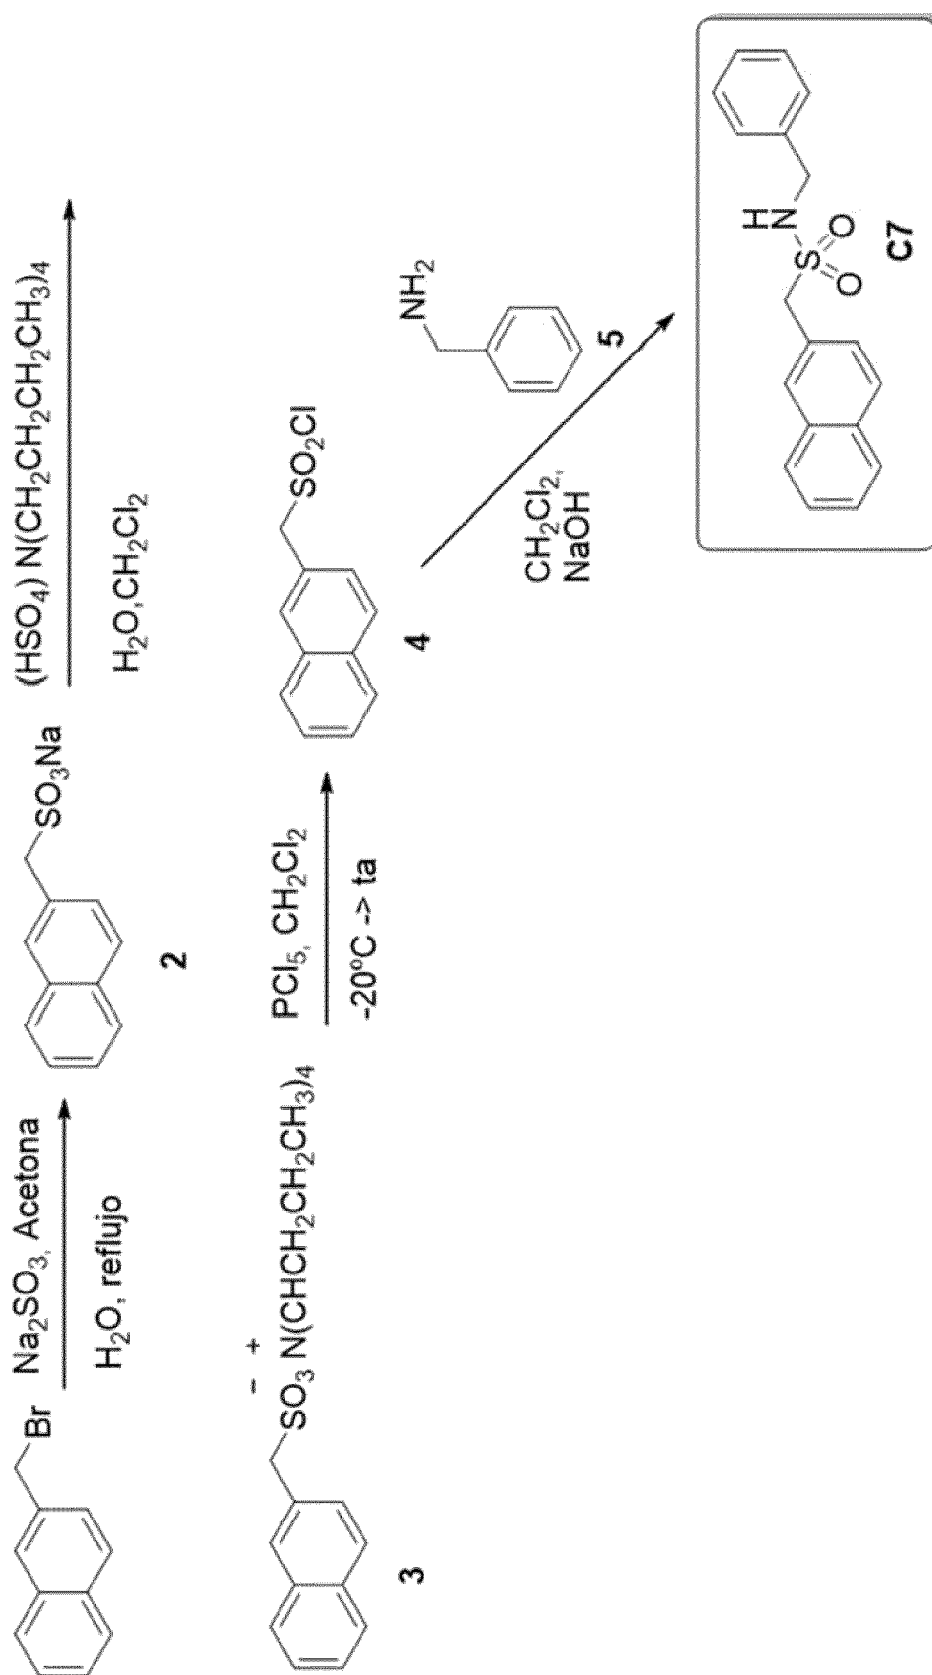 Br
Na2SO3, Acetona
H2O, reflujo
SO3Na
2
(HSO4) N(CH2CH2CH2CH3)4
H2O,CH2Cl2
SO3 N(CHCH2CH2CH3)4
- +
3
PCl5, CH2Cl2
-20ºC -> ta
SO2Cl
4
NH2
5
CH2Cl2,
NaOH
H
N
S
O
O
C7